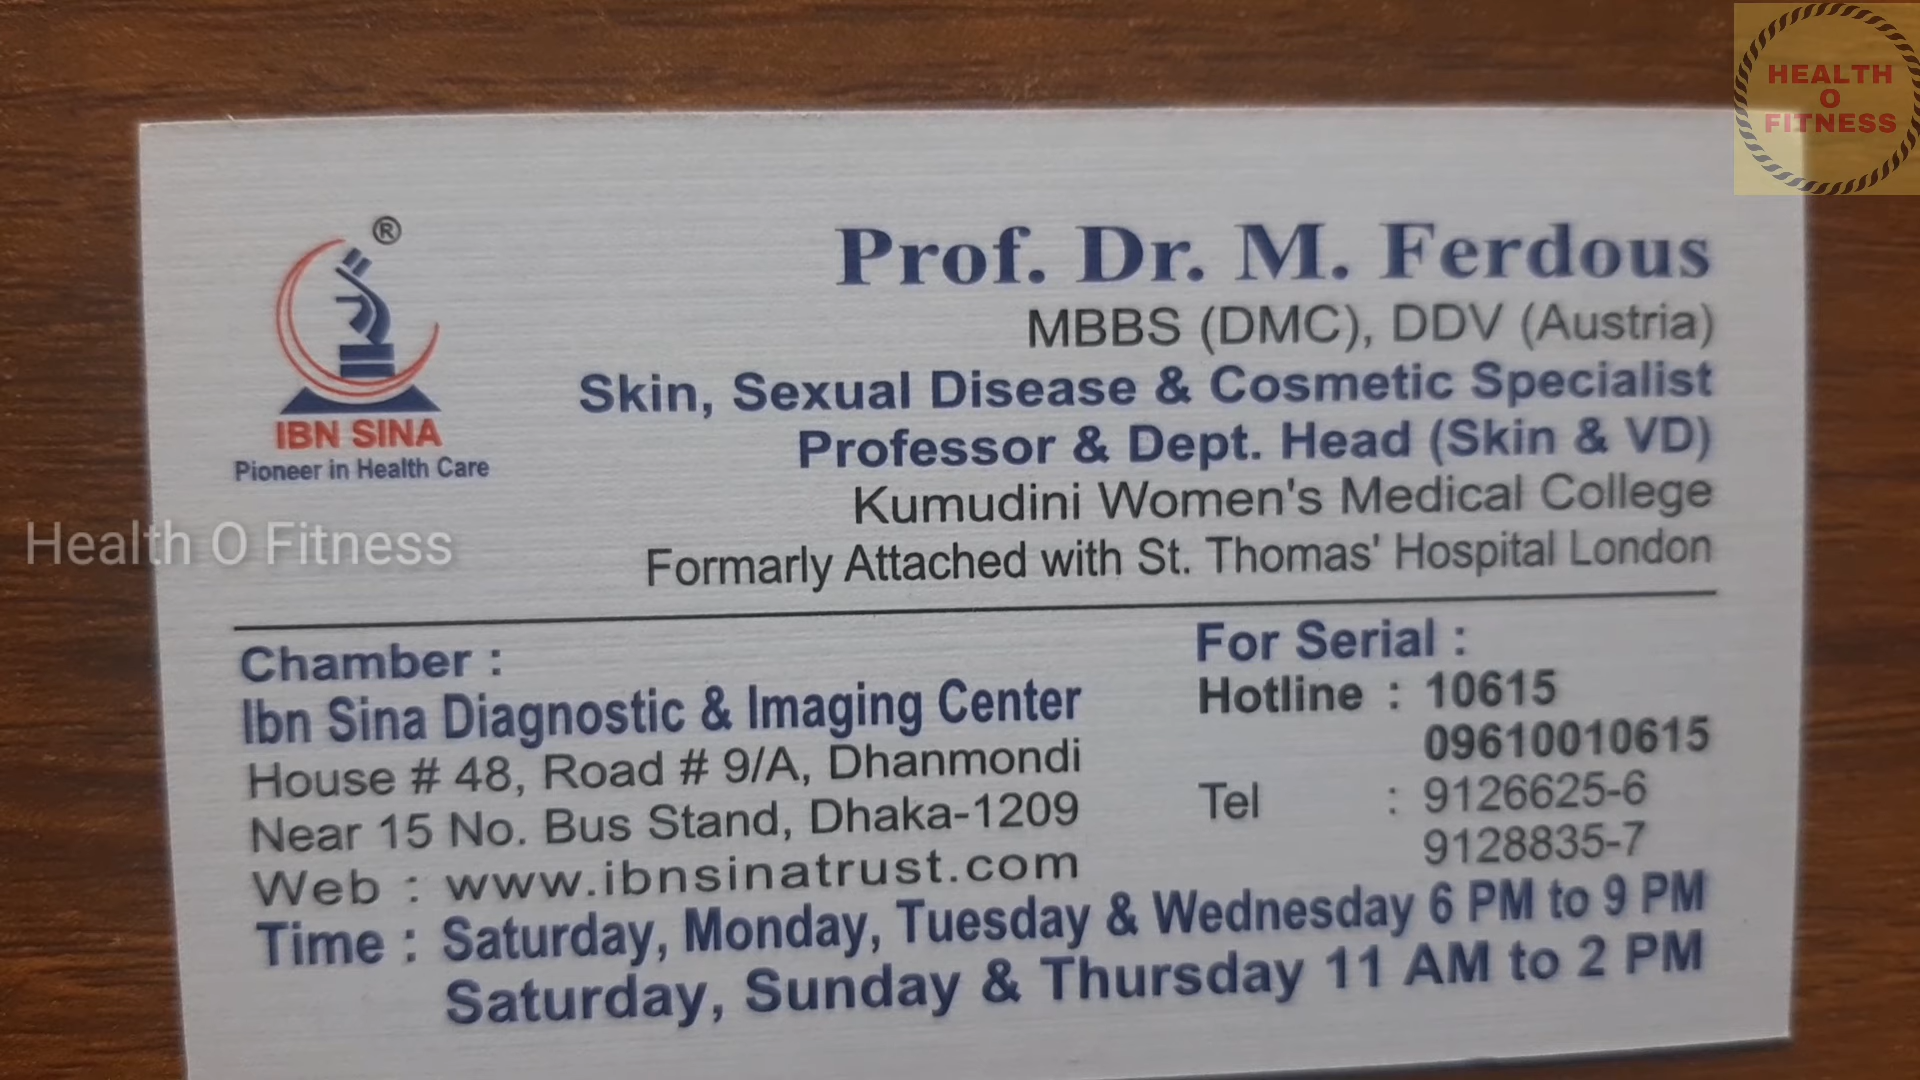 HEALTH
O
FITNESS
®
IBN SINA
Pioneer in Health Care
Prof. Dr. M. Ferdous
MBBS (DMC), DDV (Austria)
Skin, Sexual Disease & Cosmetic Specialist
Professor & Dept. Head (Skin & VD)
Kumudini Women's Medical College
Formarly Attached with St. Thomas' Hospital London
Health O Fitness
Chamber :
Ibn Sina Diagnostic & Imaging Center
House # 48, Road # 9/A, Dhanmondi
Near 15 No. Bus Stand, Dhaka-1209
Web : www.ibnsinatrust.com
For Serial :
Hotline : 10615
09610010615
Tel : 9126625-6
9128835-7
Time : Saturday, Monday, Tuesday & Wednesday 6 PM to 9 PM
Saturday, Sunday & Thursday 11 AM to 2 PM